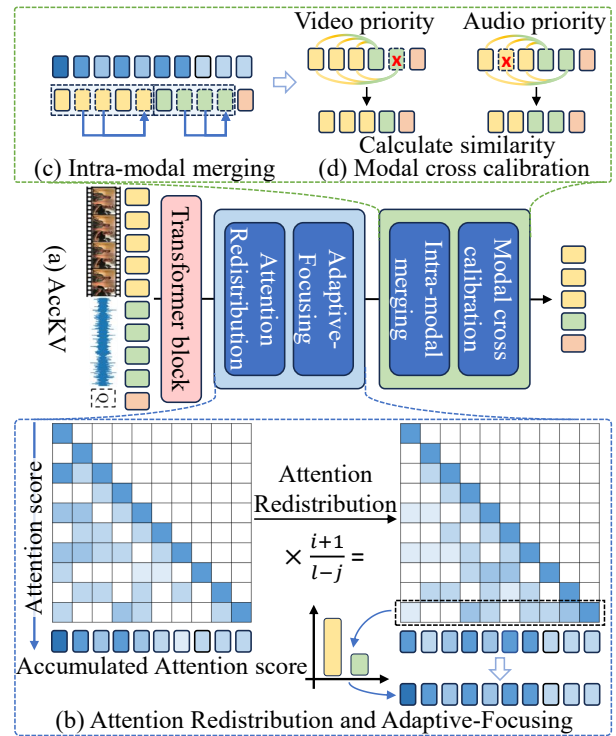 Video priority
Audio priority
x
x
Calculate similarity
(c) Intra-modal merging
(d) Modal cross calibration
(a) AccKV
Q
Transformer block
Attention
Redistribution
Adaptive-
Focusing
Intra-modal
merging
Modal cross
calibration
Attention score
Attention
Redistribution
× i+1/l−j =
Accumulated Attention score
(b) Attention Redistribution and Adaptive-Focusing